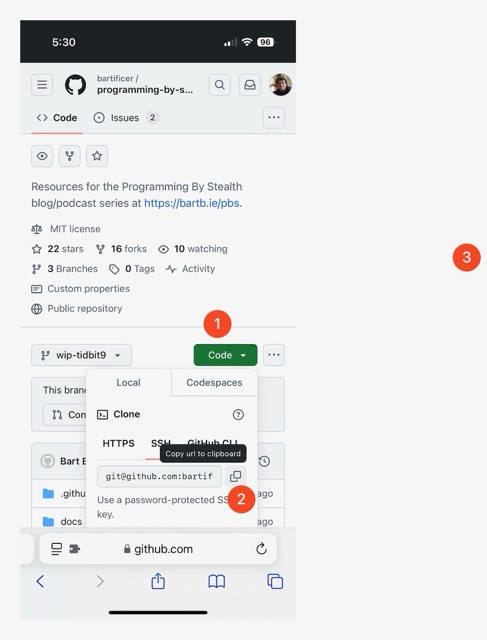 5:30
96
bartificer /
programming-by-s...
Code
Issues 2
Resources for the Programming By Stealth
blog/podcast series at https://bartb.ie/pbs.
MIT license
22 stars 16 forks 10 watching
3 Branches 0 Tags Activity
Custom properties
Public repository
1
3
wip-tidbit9
Code
Local
Codespaces
This bran
Clone
Con
HTTPS SSH GitHub CLI
Copy url to clipboard
Bart B
git@github.com:bartif
.githu
ago
2
Use a password-protected SS
key.
docs
ago
github.com